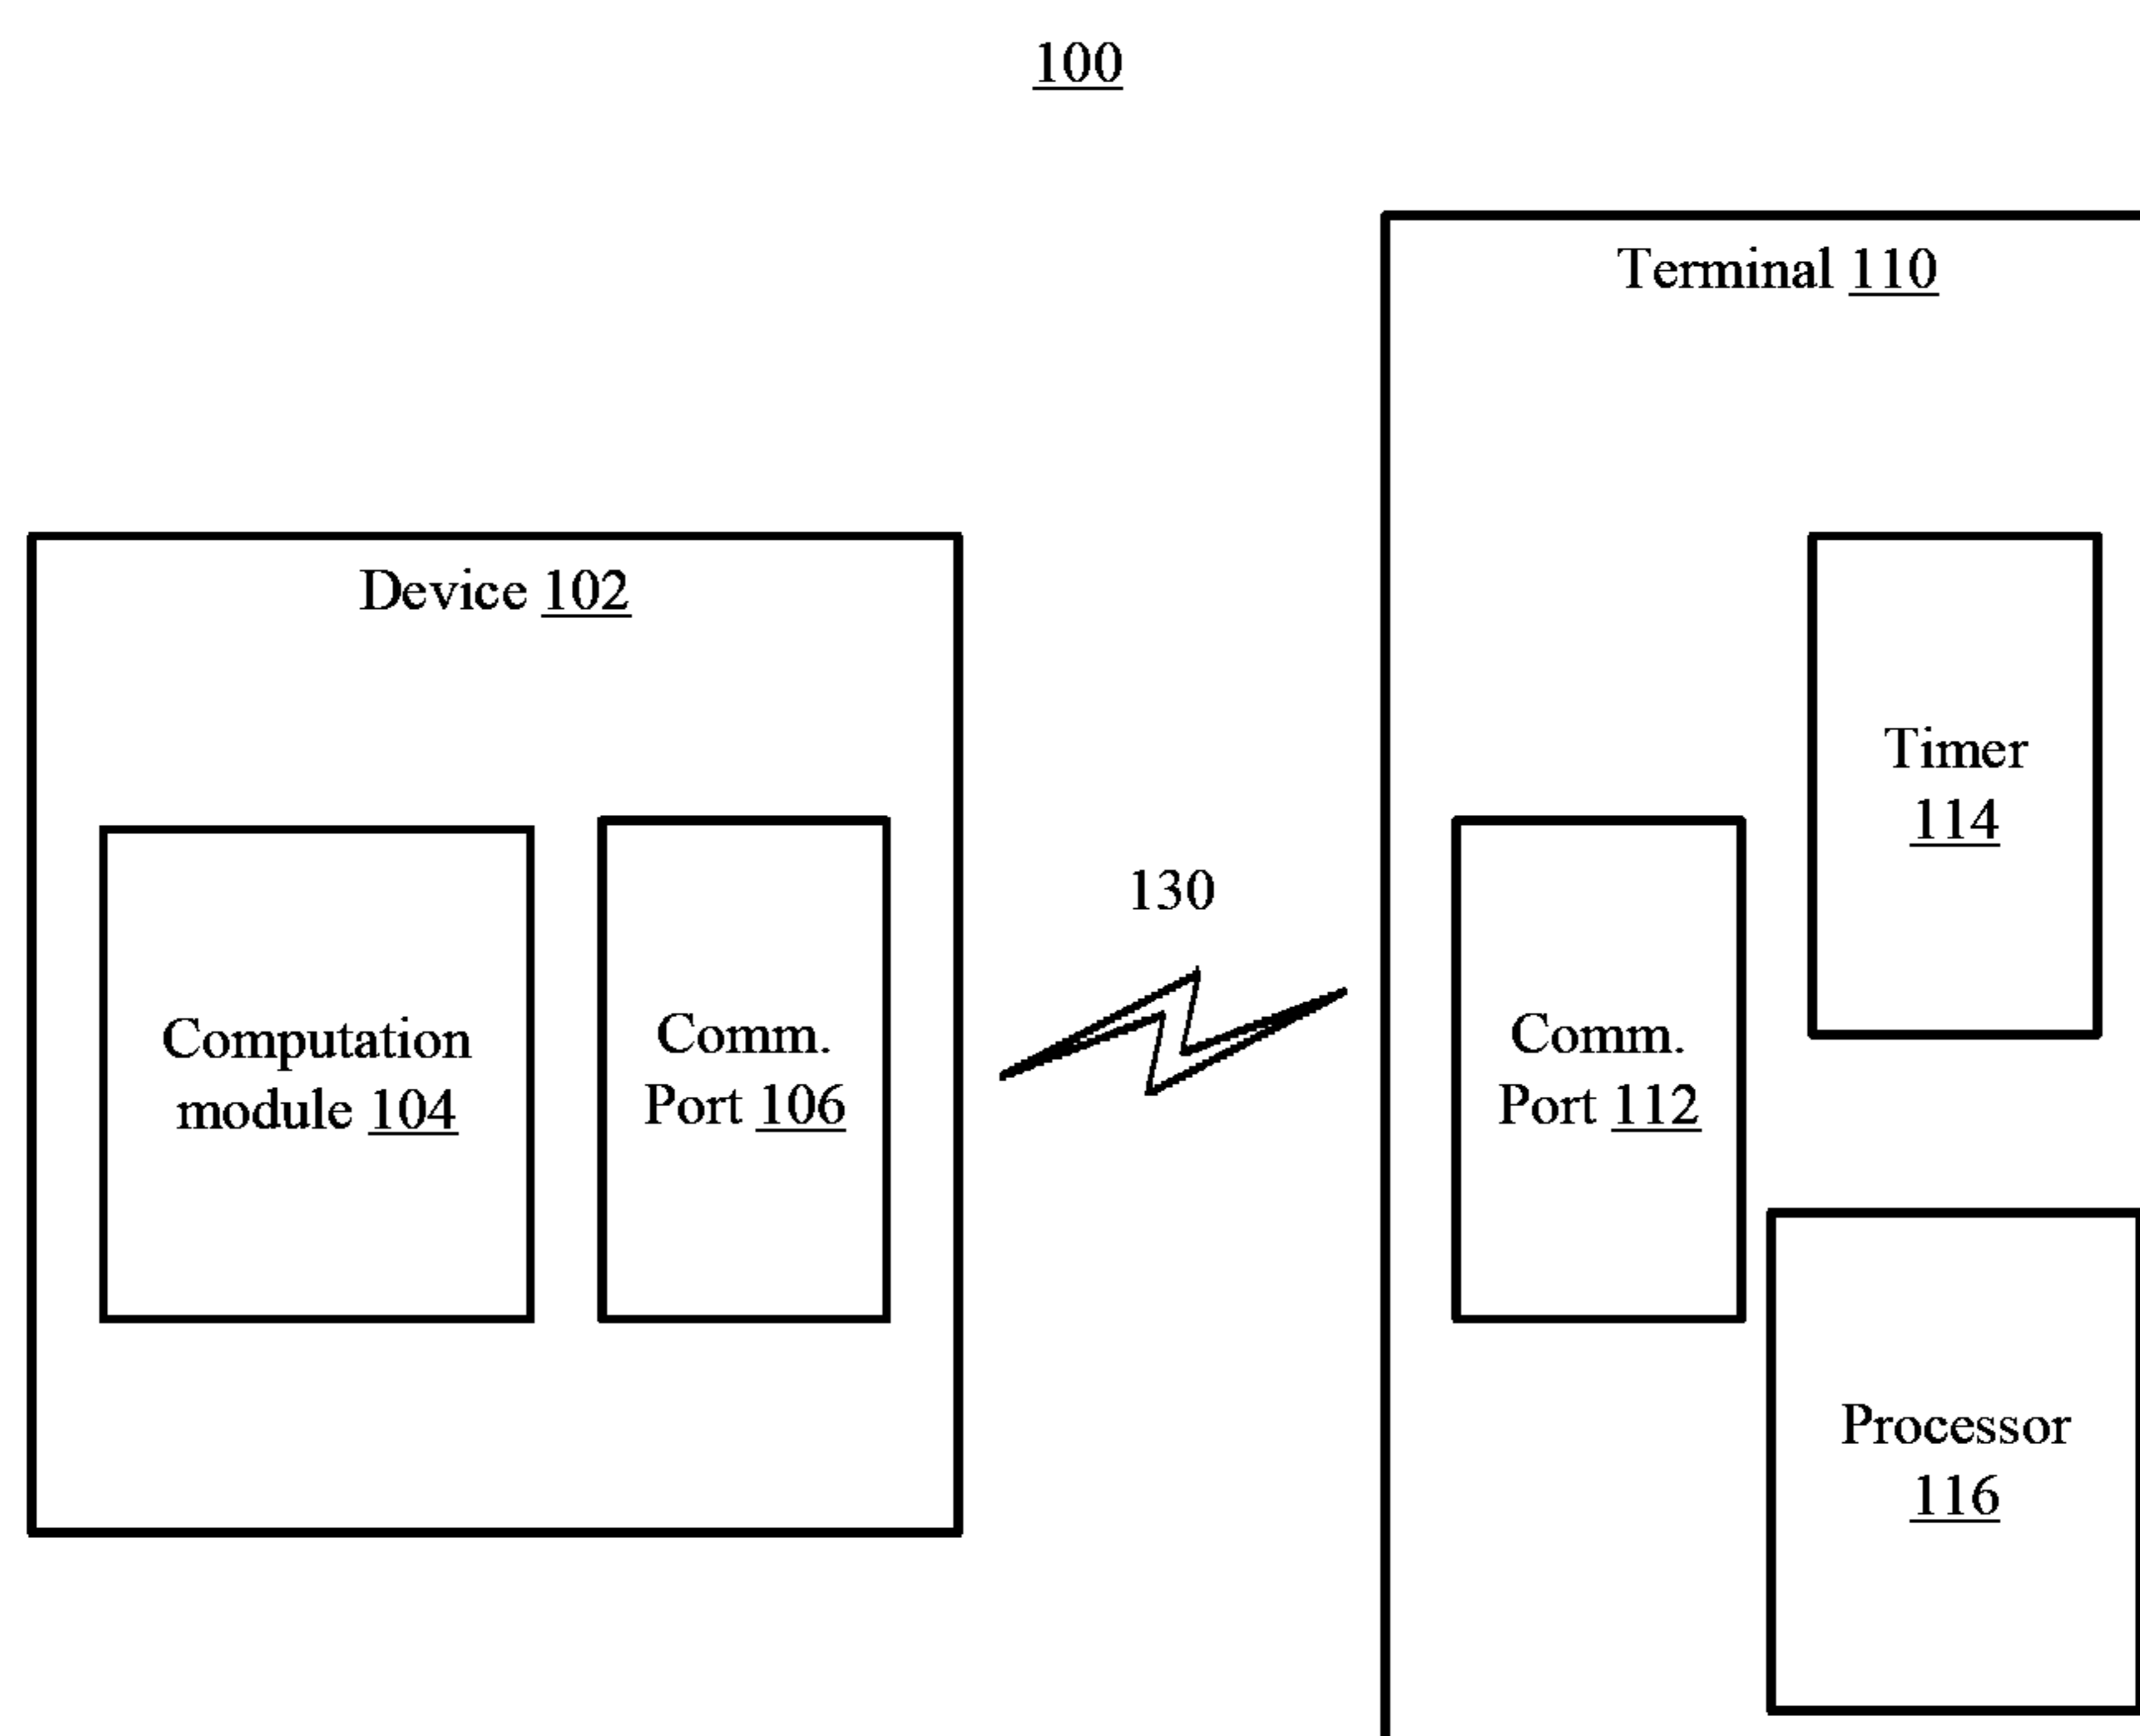 100
Terminal 110
Device 102
Timer
114
130
Computation
module 104
Comm.
Port 106
Comm.
Port 112
Processor
116